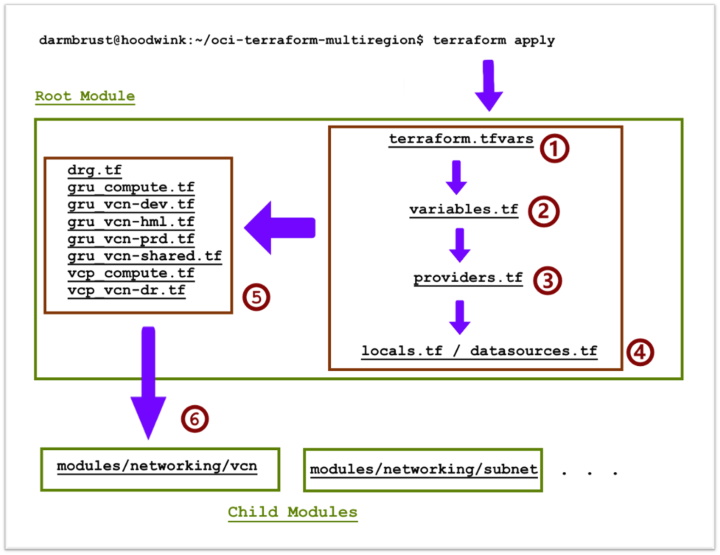 darmbrust@hoodwink:~/oci-terraform-multiregion$ terraform apply
Root Module
terraform.tfvars
1
variables.tf
2
providers.tf
3
locals.tf / datasources.tf
4
drg.tf
gru_compute.tf
gru_vcn-dev.tf
gru_vcn-hml.tf
gru_vcn-prd.tf
gru_vcn-shared.tf
vcp_compute.tf
vcp_vcn-dr.tf
5
6
modules/networking/vcn
modules/networking/subnet
. . .
Child Modules